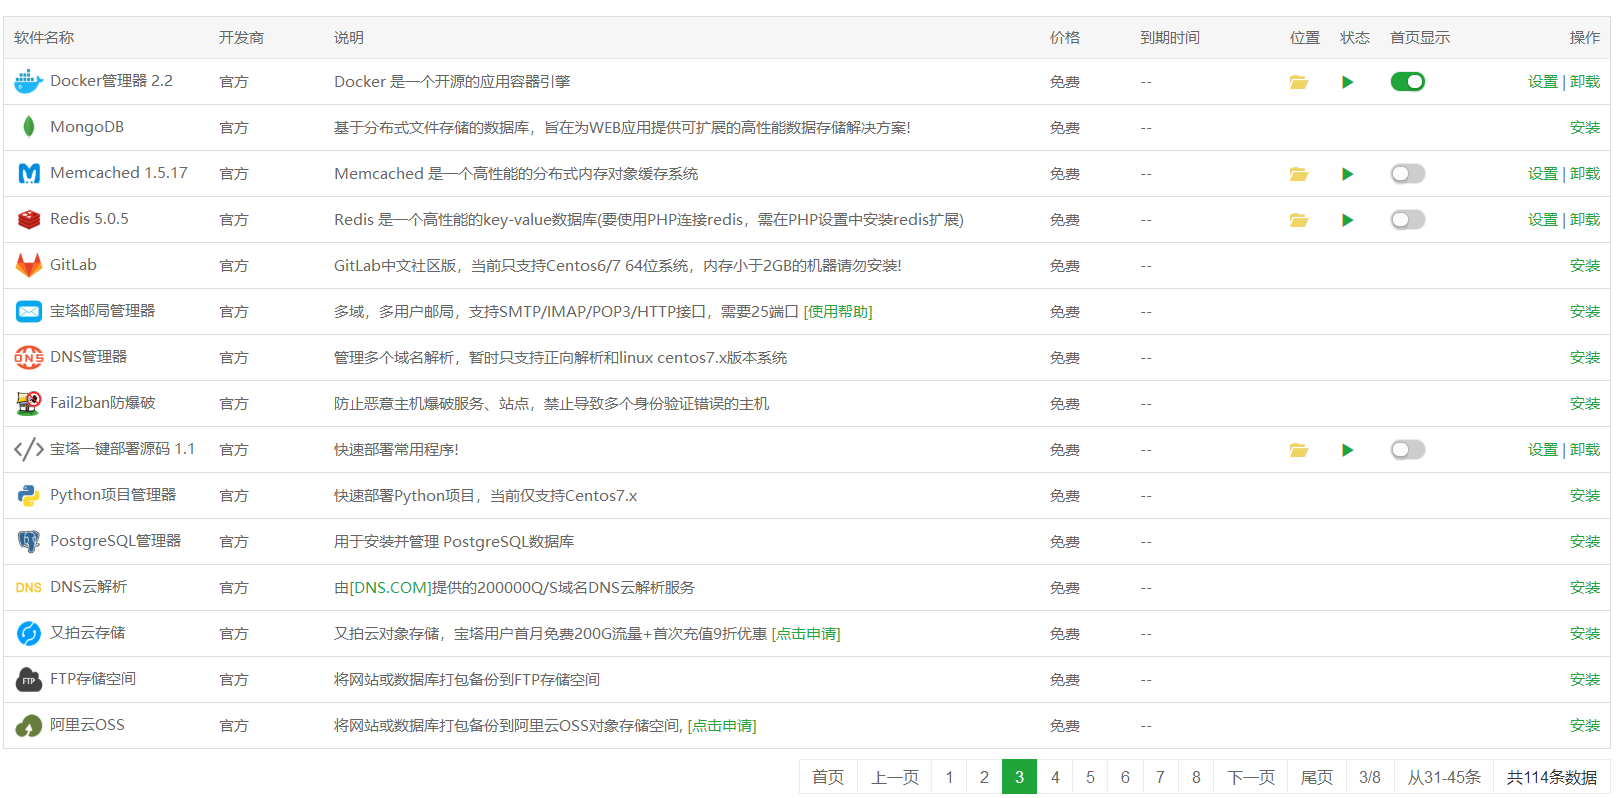 软件名称 开发商 说明 价格 到期时间 位置 状态 首页显示 操作
Docker管理器 2.2 官方 Docker 是一个开源的应用容器引擎 免费 -- 设置 | 卸载
MongoDB 官方 基于分布式文件存储的数据库，旨在为WEB应用提供可扩展的高性能数据存储解决方案! 免费 -- 安装
Memcached 1.5.17 官方 Memcached 是一个高性能的分布式内存对象缓存系统 免费 -- 设置 | 卸载
Redis 5.0.5 官方 Redis 是一个高性能的key-value数据库(要使用PHP连接redis，需在PHP设置中安装redis扩展) 免费 -- 设置 | 卸载
GitLab 官方 GitLab中文社区版，当前只支持Centos6/7 64位系统，内存小于2GB的机器请勿安装! 免费 -- 安装
宝塔邮局管理器 官方 多域，多用户邮局，支持SMTP/IMAP/POP3/HTTP接口，需要25端口 [使用帮助] 免费 -- 安装
DNS DNS管理器 官方 管理多个域名解析，暂时只支持正向解析和linux centos7.x版本系统 免费 -- 安装
Fail2ban防爆破 官方 防止恶意主机爆破服务、站点，禁止导致多个身份验证错误的主机 免费 -- 安装
</> 宝塔一键部署源码 1.1 官方 快速部署常用程序! 免费 -- 设置 | 卸载
Python项目管理器 官方 快速部署Python项目，当前仅支持Centos7.x 免费 -- 安装
PostgreSQL管理器 官方 用于安装并管理 PostgreSQL数据库 免费 -- 安装
DNS DNS云解析 官方 由[DNS.COM]提供的200000Q/S域名DNS云解析服务 免费 -- 安装
又拍云存储 官方 又拍云对象存储，宝塔用户首月免费200G流量+首次充值9折优惠 [点击申请] 免费 -- 安装
FTP FTP存储空间 官方 将网站或数据库打包备份到FTP存储空间 免费 -- 安装
阿里云OSS 官方 将网站或数据库打包备份到阿里云OSS对象存储空间, [点击申请] 免费 -- 安装
首页 上一页 1 2 3 4 5 6 7 8 下一页 尾页 3/8 从31-45条 共114条数据